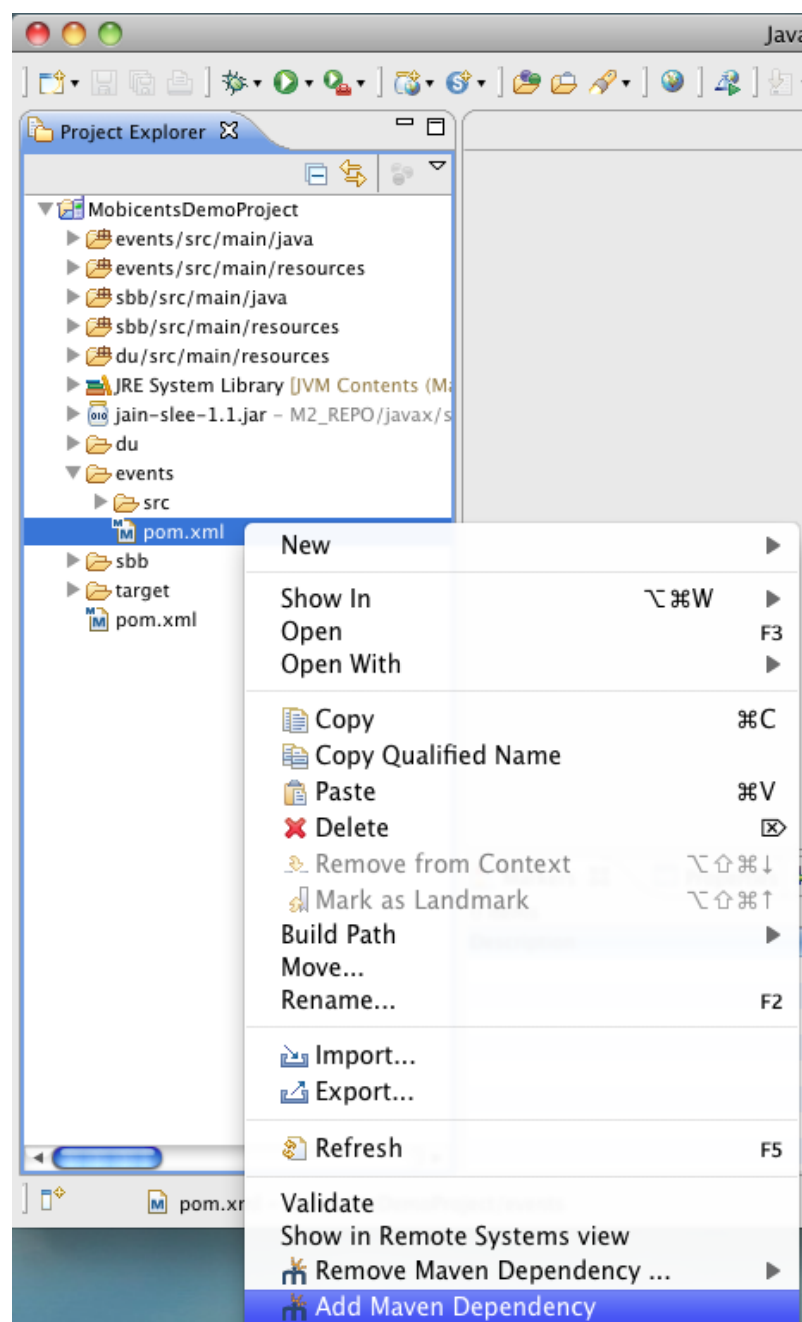 Java
Project Explorer
MobicentsDemoProject
events/src/main/java
events/src/main/resources
sbb/src/main/java
sbb/src/main/resources
du/src/main/resources
JRE System Library [JVM Contents (Ma
jain-slee-1.1.jar – M2_REPO/javax/s
du
events
src
pom.xml
sbb
target
pom.xml
New
Show In ⌥⌘W
Open F3
Open With
Copy ⌘C
Copy Qualified Name
Paste ⌘V
Delete ⌦
Remove from Context ⌥⇧⌘↓
Mark as Landmark ⌥⇧⌘↑
Build Path
Move...
Rename... F2
Import...
Export...
Refresh F5
Validate
Show in Remote Systems view
Remove Maven Dependency ...
Add Maven Dependency
pom.xm